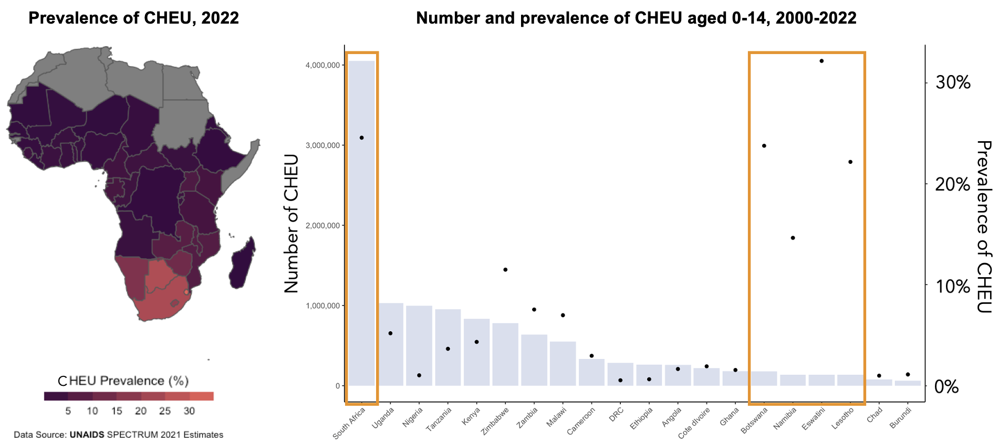 Prevalence of CHEU, 2022
CHEU Prevalence (%)
5 10 15 20 25 30
Data Source: UNAIDS SPECTRUM 2021 Estimates
Number and prevalence of CHEU aged 0-14, 2000-2022
Number of CHEU
4,000,000
3,000,000
2,000,000
1,000,000
0
30%
20%
10%
0%
Prevalence of CHEU
South Africa
Uganda
Nigeria
Tanzania
Kenya
Zimbabwe
Zambia
Malawi
Cameroon
DRC
Ethiopia
Angola
Cote dIvoire
Ghana
Botswana
Namibia
Eswatini
Lesotho
Chad
Burundi